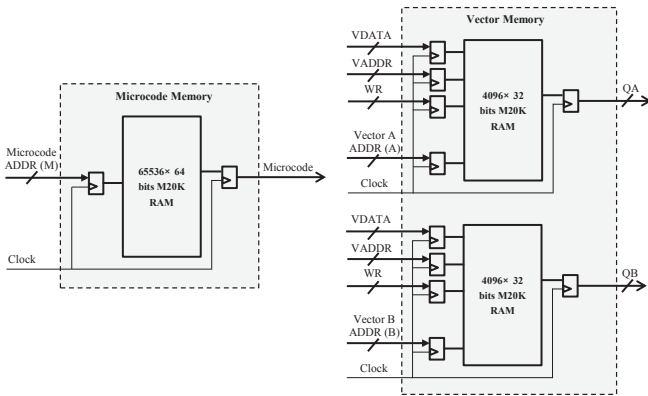 Microcode Memory
Microcode
ADDR (M)
65536× 64
bits M20K
RAM
Microcode
Clock
Vector Memory
VDATA
VADDR
WR
4096× 32
bits M20K
RAM
QA
Vector A
ADDR (A)
Clock
VDATA
VADDR
WR
4096× 32
bits M20K
RAM
QB
Vector B
ADDR (B)
Clock